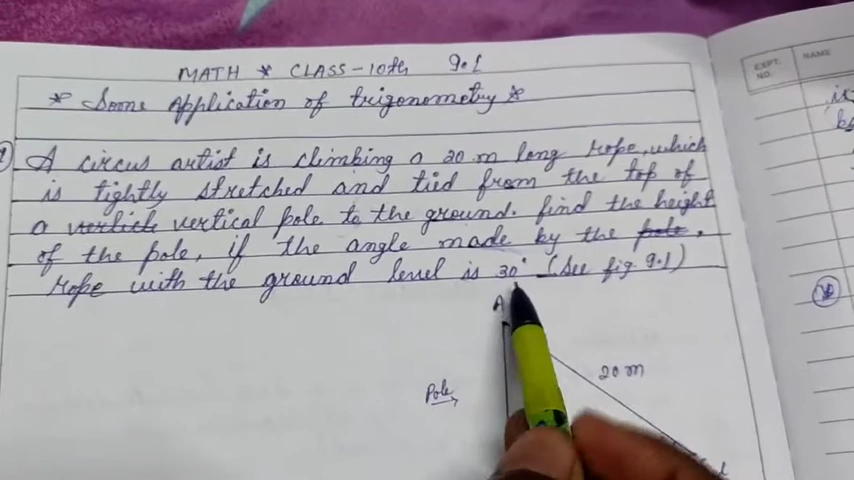 MATH * CLASS-10th 9.1
* Some Application of trigonometry *
A circus artist is climbing a 20 m long rope, which
is tightly stretched and tied from the top of
a vertical pole to the ground. find the height
of the pole, if the angle made by the pole,
rope with the ground level is 30° (See fig 9.1)
A
20 m
Pole
EXPT. NO.
NAME